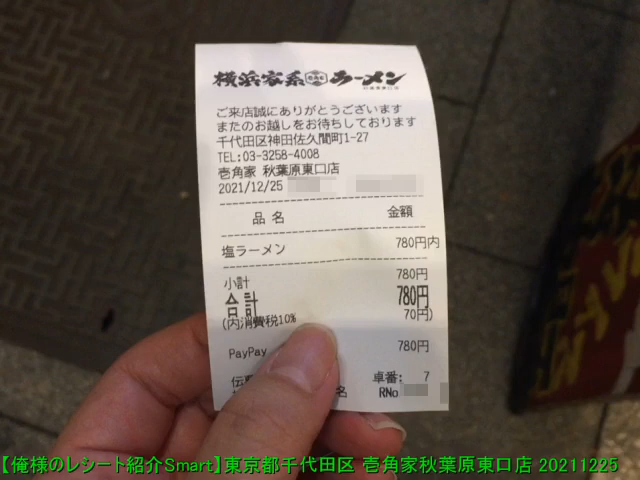 横浜家系 ラーメン
ご来店誠にありがとうございます
またのお越しをお待ちしております
千代田区神田佐久間町1-27
TEL:03-3258-4008
壱角家 秋葉原東口店
2021/12/25
品 名 金額
塩ラーメン 780円内
小計 780円
合計 780円
(内消費税10% 70円)
PayPay 780円
伝 卓番: 7
名 RNo
【俺様のレシート紹介Smart】東京都千代田区 壱角家秋葉原東口店 20211225